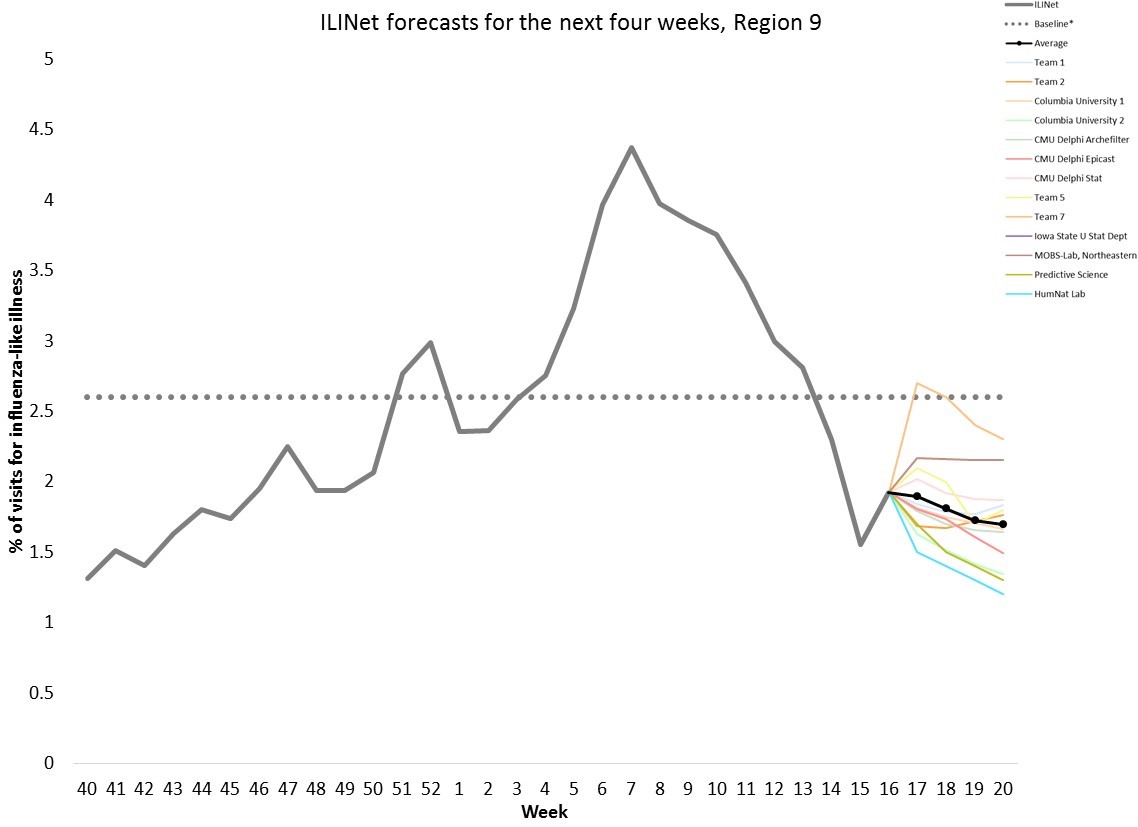 ILINet forecasts for the next four weeks, Region 9
ILINet
Baseline*
Average
Team 1
Team 2
Columbia University 1
Columbia University 2
CMU Delphi Archefilter
CMU Delphi Epicast
CMU Delphi Stat
Team 5
Team 7
Iowa State U Stat Dept
MOBS-Lab, Northeastern
Predictive Science
HumNat Lab
% of visits for influenza-like illness
5
4.5
4
3.5
3
2.5
2
1.5
1
0.5
0
40 41 42 43 44 45 46 47 48 49 50 51 52 1 2 3 4 5 6 7 8 9 10 11 12 13 14 15 16 17 18 19 20
Week